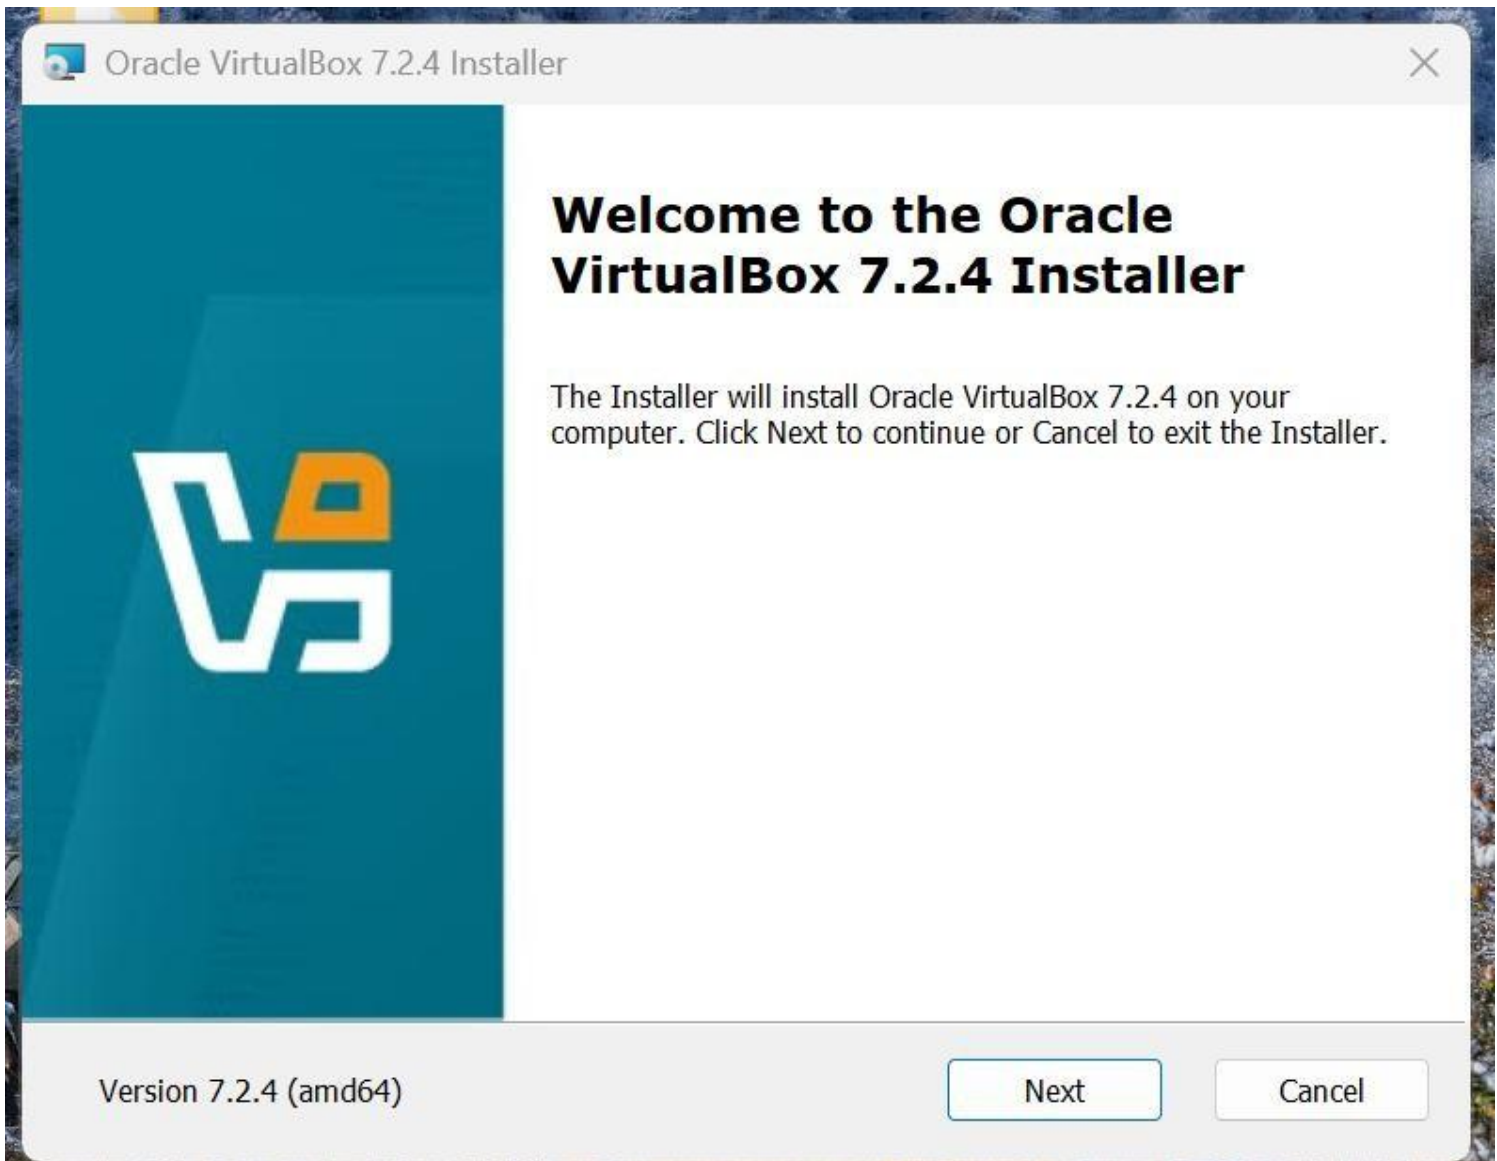 Oracle VirtualBox 7.2.4 Installer
Welcome to the Oracle
VirtualBox 7.2.4 Installer
The Installer will install Oracle VirtualBox 7.2.4 on your
computer. Click Next to continue or Cancel to exit the Installer.
Version 7.2.4 (amd64)
Next
Cancel